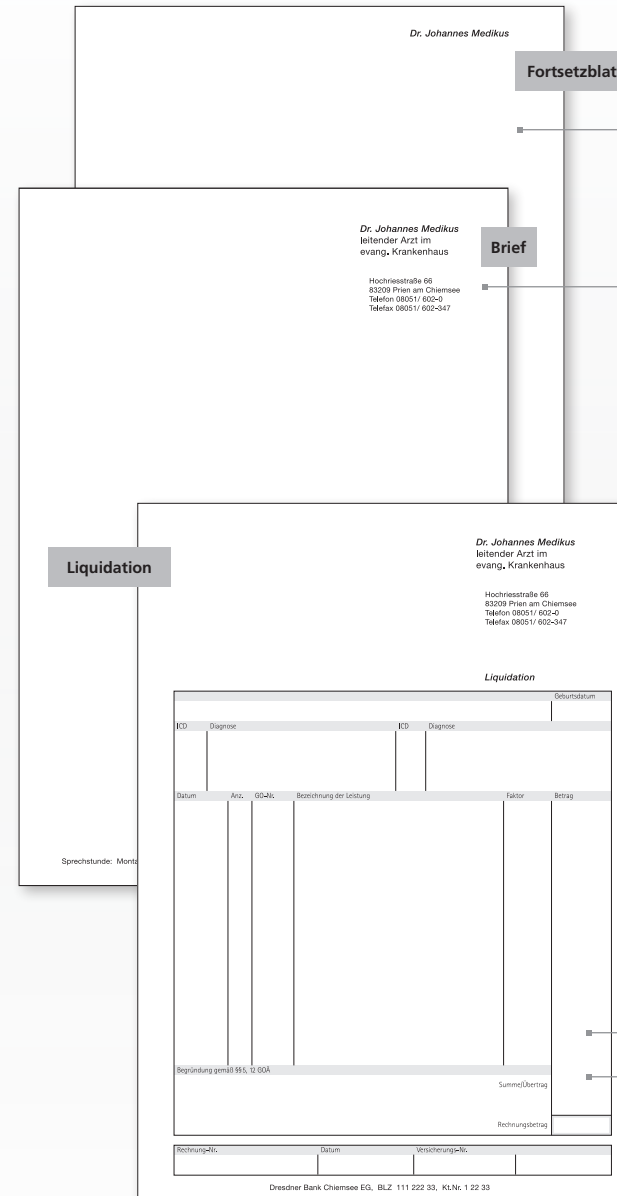 Dr. Johannes Medikus
Fortsetzblat
Dr. Johannes Medikus
leitender Arzt im
evang. Krankenhaus
Brief
Hochriesstraße 66
83209 Prien am Chiemsee
Telefon 08051/ 602-0
Telefax 08051/ 602-347
Sprechstunde: Monta
Liquidation
Dr. Johannes Medikus
leitender Arzt im
evang. Krankenhaus
Hochriesstraße 66
83209 Prien am Chiemsee
Telefon 08051/ 602-0
Telefax 08051/ 602-347
Liquidation
Geburtsdatum
ICD Diagnose ICD Diagnose
Datum Anz. GO-Nr. Bezeichnung der Leistung Faktor Betrag
Begründung gemäß §§ 5, 12 GOÄ
Summe/Übertrag
Rechnungsbetrag
Rechnung-Nr. Datum Versicherungs-Nr.
Dresdner Bank Chiemsee EG, BLZ 111 222 33, Kt.Nr. 1 22 33